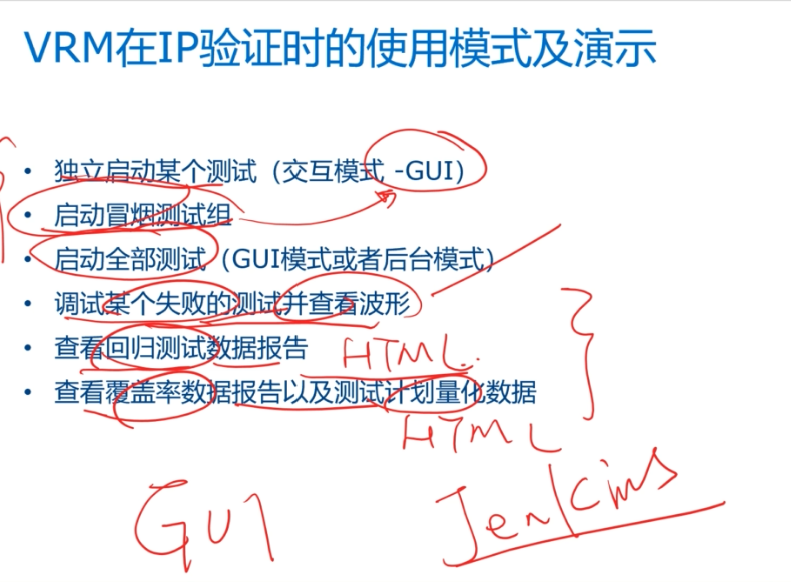 VRM在IP验证时的使用模式及演示
• 独立启动某个测试（交互模式 -GUI）
• 启动冒烟测试组
• 启动全部测试（GUI模式或者后台模式）
• 调试某个失败的测试并查看波形
• 查看回归测试数据报告 HTML
• 查看覆盖率数据报告以及测试计划量化数据
HTML
GUI Jenkins